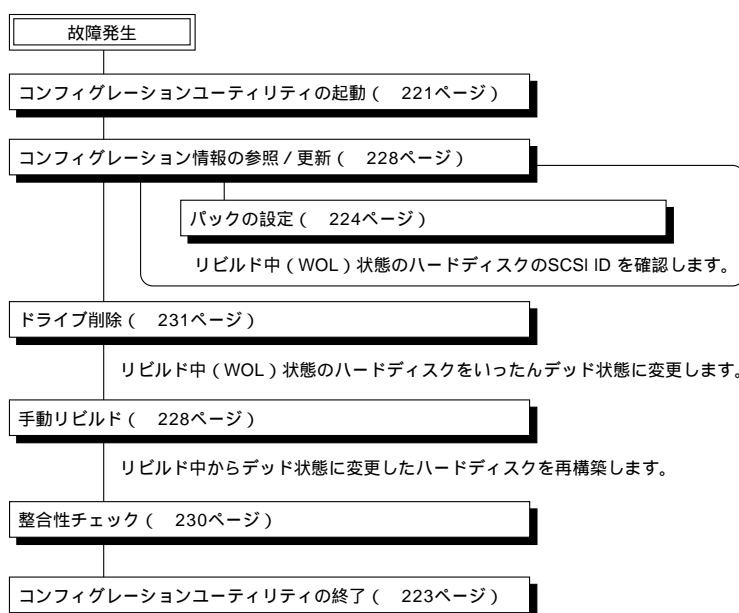 故障発生
コンフィグレーションユーティリティの起動（　221ページ）
コンフィグレーション情報の参照／更新（　228ページ）
パックの設定（　224ページ）
リビルド中（WOL）状態のハードディスクのSCSI ID を確認します。
ドライブ削除（　231ページ）
リビルド中（WOL）状態のハードディスクをいったんデッド状態に変更します。
手動リビルド（　228ページ）
リビルド中からデッド状態に変更したハードディスクを再構築します。
整合性チェック（　230ページ）
コンフィグレーションユーティリティの終了（　223ページ）